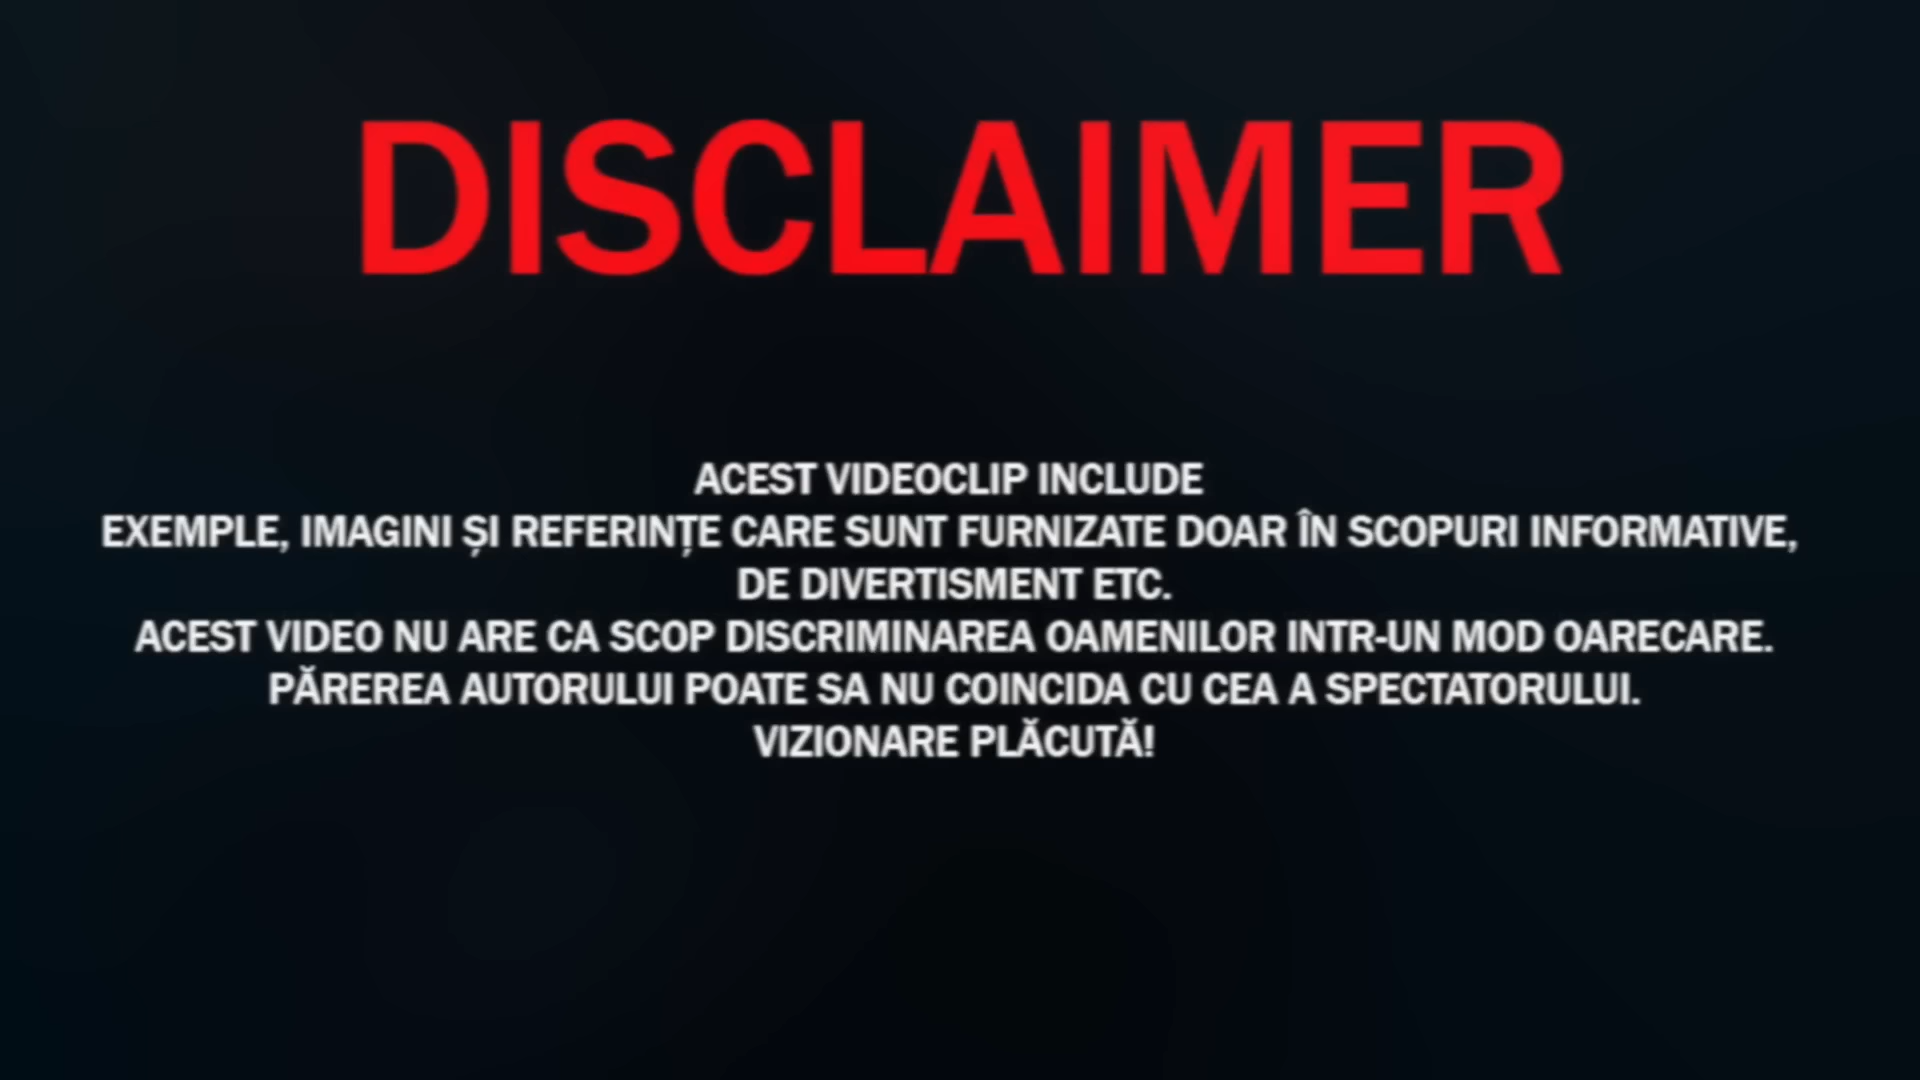 DISCLAIMER
ACEST VIDEOCLIP INCLUDE
EXEMPLE, IMAGINI ȘI REFERINȚE CARE SUNT FURNIZATE DOAR ÎN SCOPURI INFORMATIVE,
DE DIVERTISMENT ETC.
ACEST VIDEO NU ARE CA SCOP DISCRIMINAREA OAMENILOR INTR-UN MOD OARECARE.
PĂREREA AUTORULUI POATE SA NU COINCIDA CU CEA A SPECTATORULUI.
VIZIONARE PLĂCUTĂ!